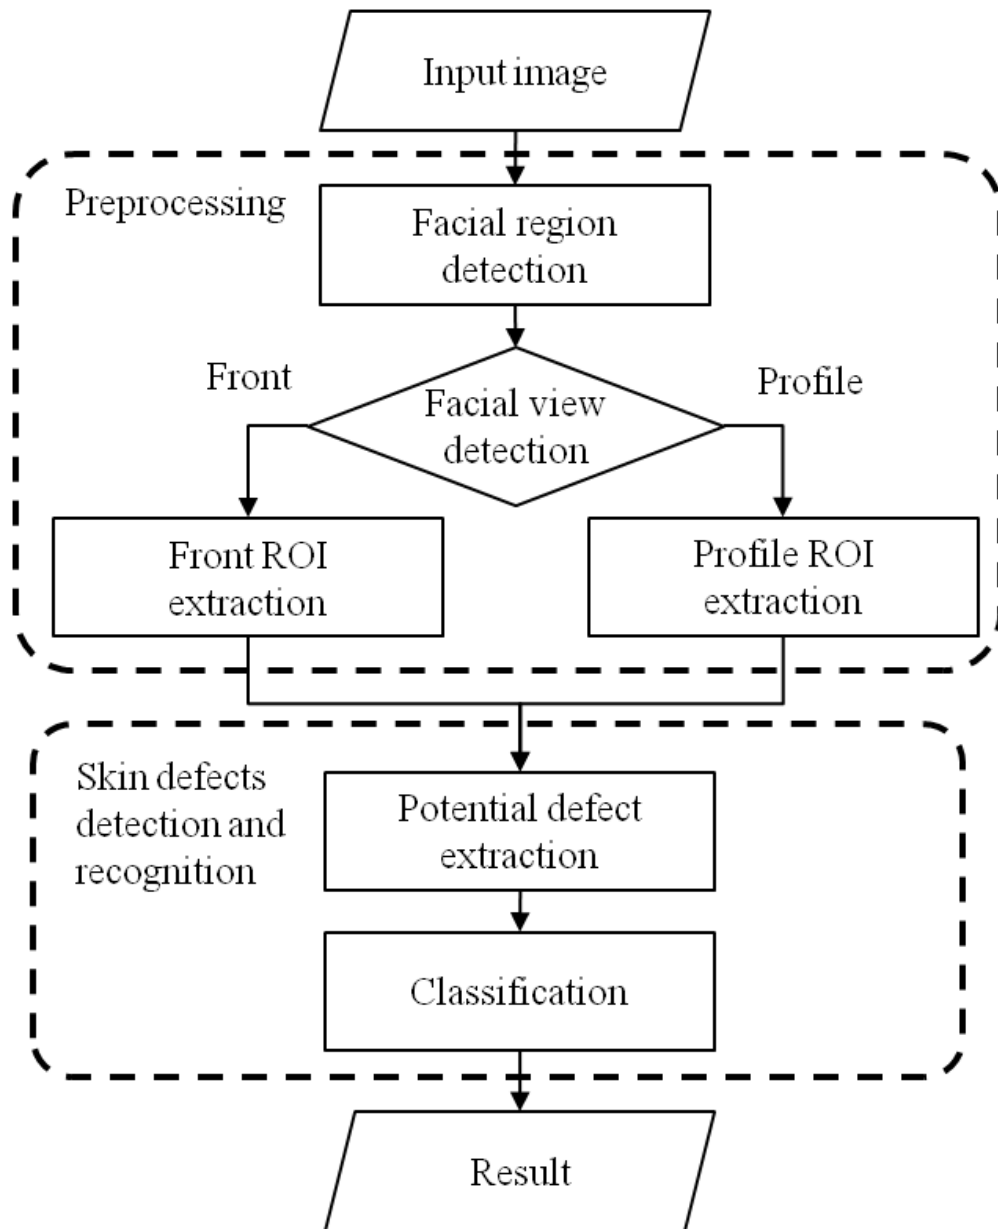 Input image
Preprocessing
Facial region
detection
Front
Profile
Facial view
detection
Front ROI
extraction
Profile ROI
extraction
Skin defects
detection and
recognition
Potential defect
extraction
Classification
Result